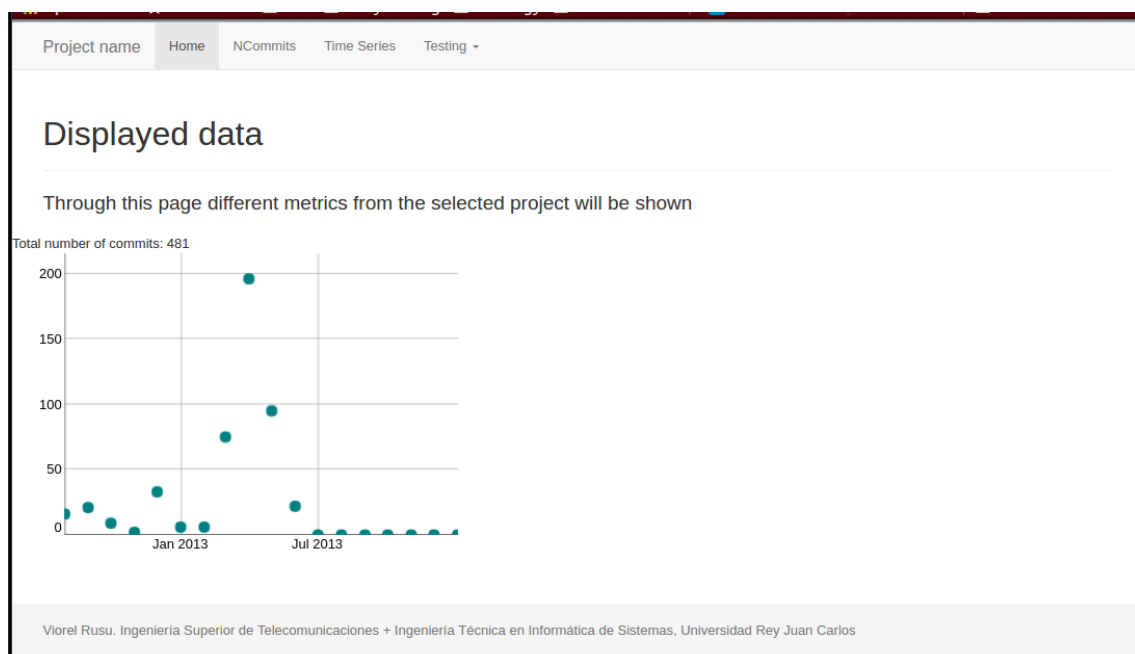 Project name Home NCommits Time Series Testing
Displayed data
Through this page different metrics from the selected project will be shown
Total number of commits: 481
200
150
100
50
0
Jan 2013 Jul 2013
Viorel Rusu. Ingeniería Superior de Telecomunicaciones + Ingeniería Técnica en Informática de Sistemas, Universidad Rey Juan Carlos